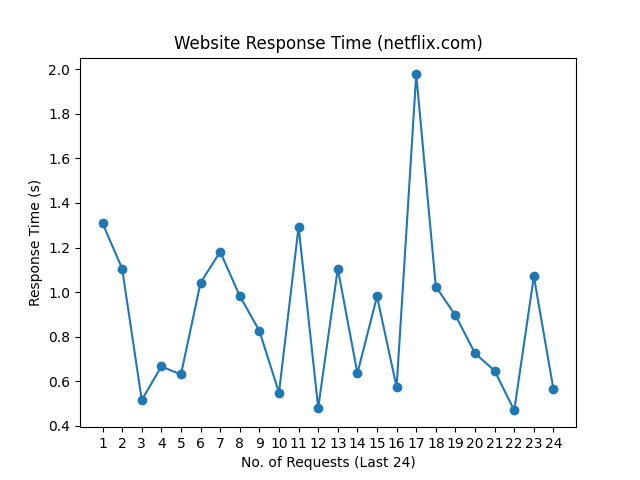 Website Response Time (netflix.com)
2.0
1.8
1.6
1.4
1.2
1.0
0.8
0.6
0.4
Response Time (s)
1 2 3 4 5 6 7 8 9 10 11 12 13 14 15 16 17 18 19 20 21 22 23 24
No. of Requests (Last 24)